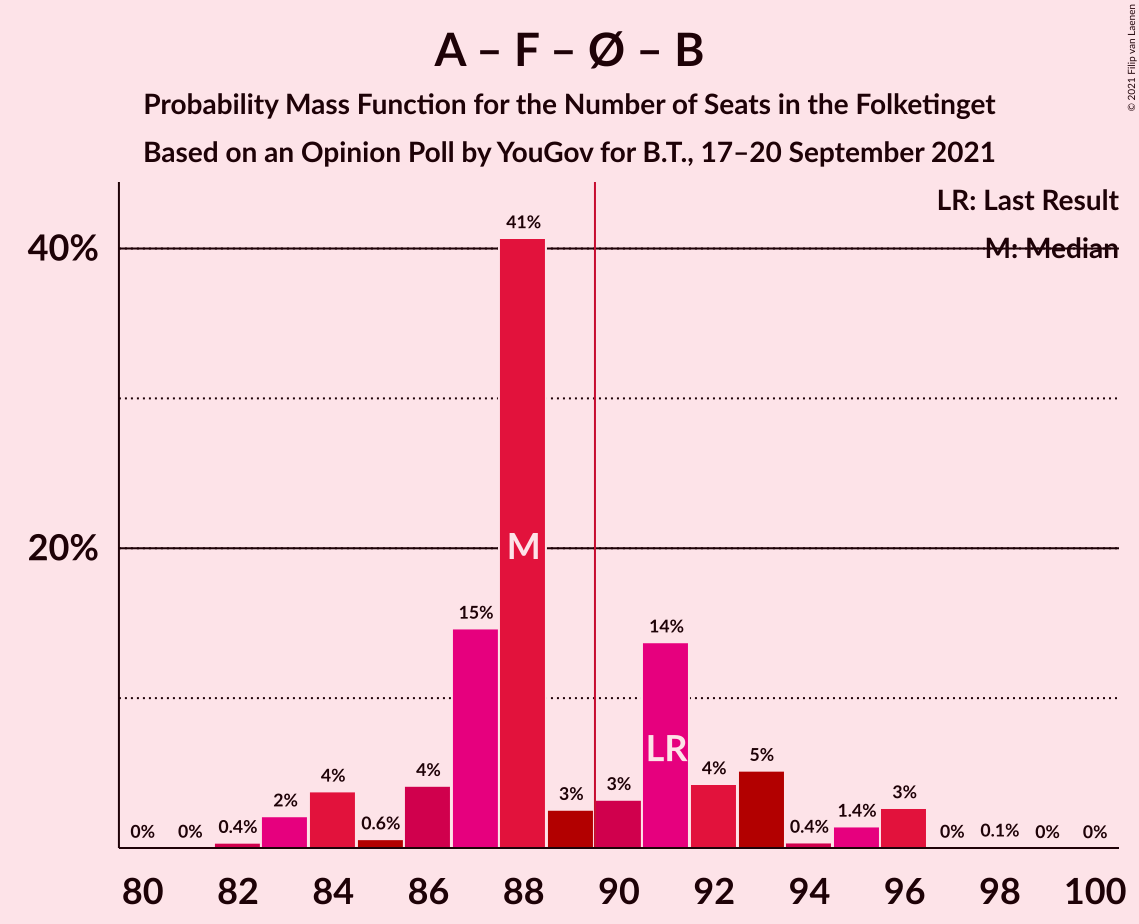 A – F – Ø – B
Probability Mass Function for the Number of Seats in the Folketinget
Based on an Opinion Poll by YouGov for B.T., 17–20 September 2021
© 2021 Filip van Laenen
LR: Last Result
M: Median
40%
20%
0%
0%
0.4%
2%
4%
0.6%
4%
15%
41%
3%
3%
14%
4%
5%
0.4%
1.4%
3%
0%
0.1%
0%
0%
M
LR
80 82 84 86 88 90 92 94 96 98 100